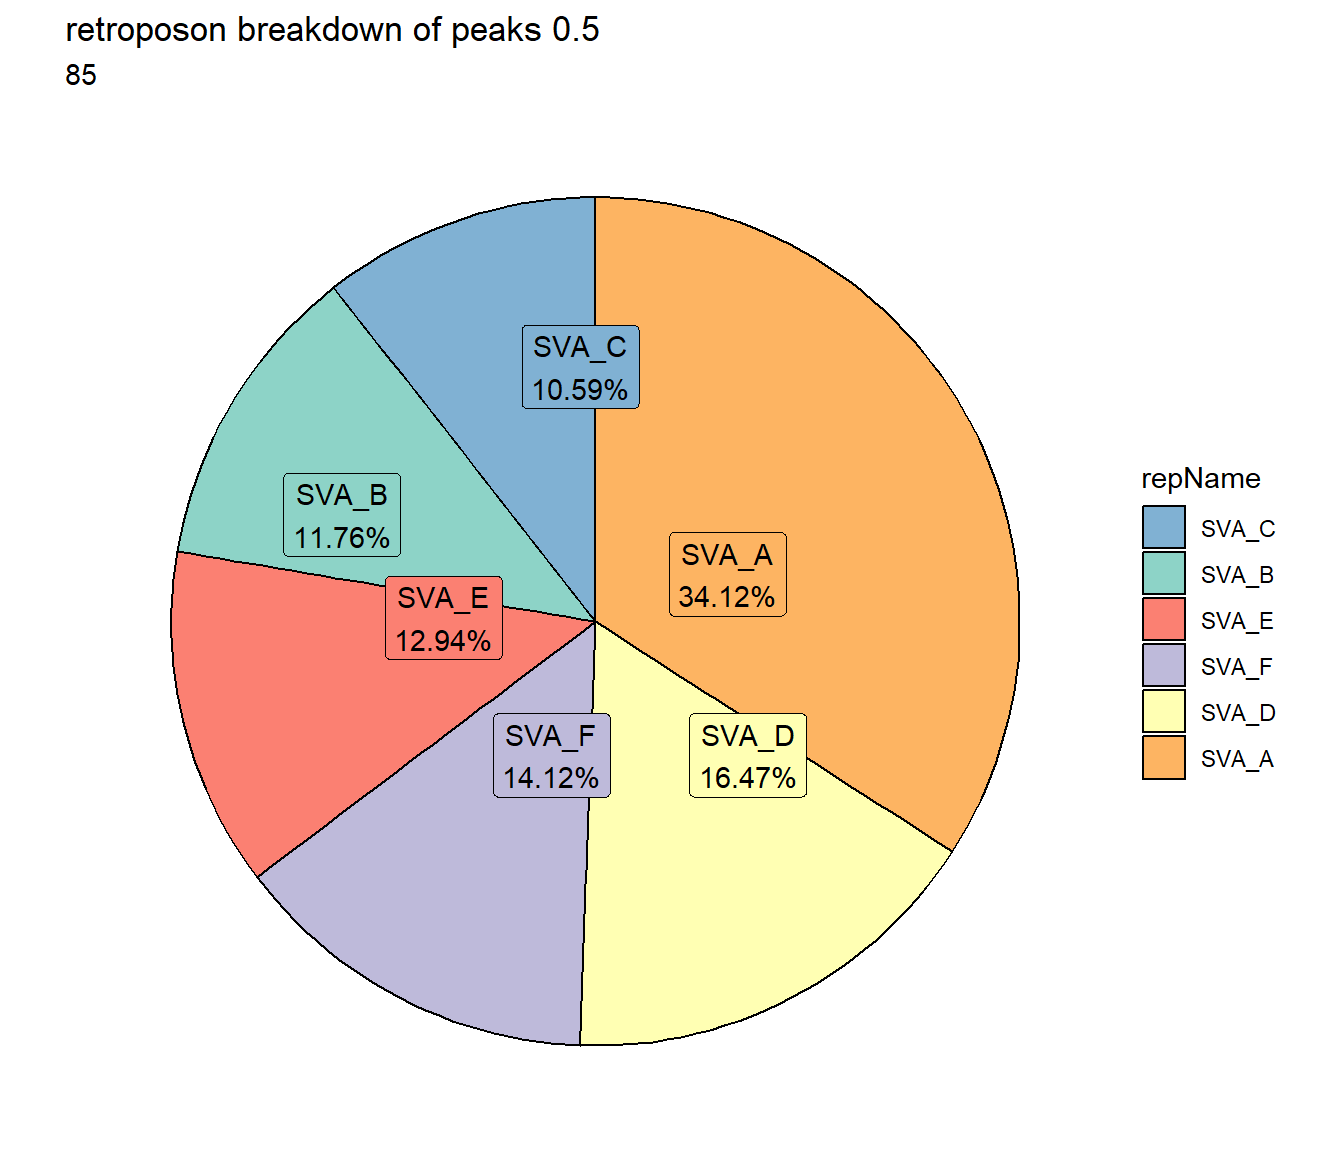 retroposon breakdown of peaks 0.5
85
SVA_C
10.59%
SVA_B
11.76%
SVA_A
34.12%
SVA_E
12.94%
SVA_F
14.12%
SVA_D
16.47%
repName
SVA_C
SVA_B
SVA_E
SVA_F
SVA_D
SVA_A